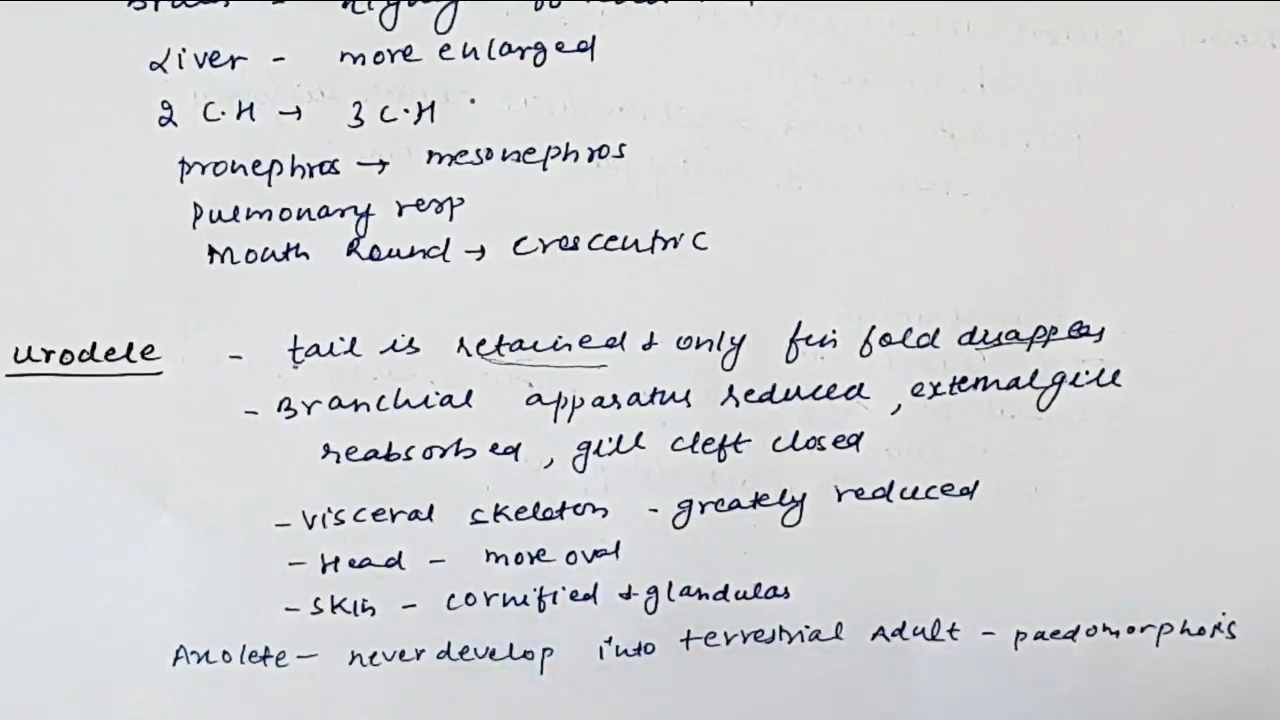 Liver - more enlarged
2 C.H → 3 C.H
pronephros → mesonephros
Pulmonary resp
Mouth Round → crescentric
Urodele - tail is retained & only fin fold disappears
- Branchial apparatus reduced, external gill
reabsorbed, gill cleft closed
- visceral skeleton - greately reduced
- Head - more oval
- Skin - cornified & glandulas
Axolete - never develop into terrestrial Adult - paedomorphosis